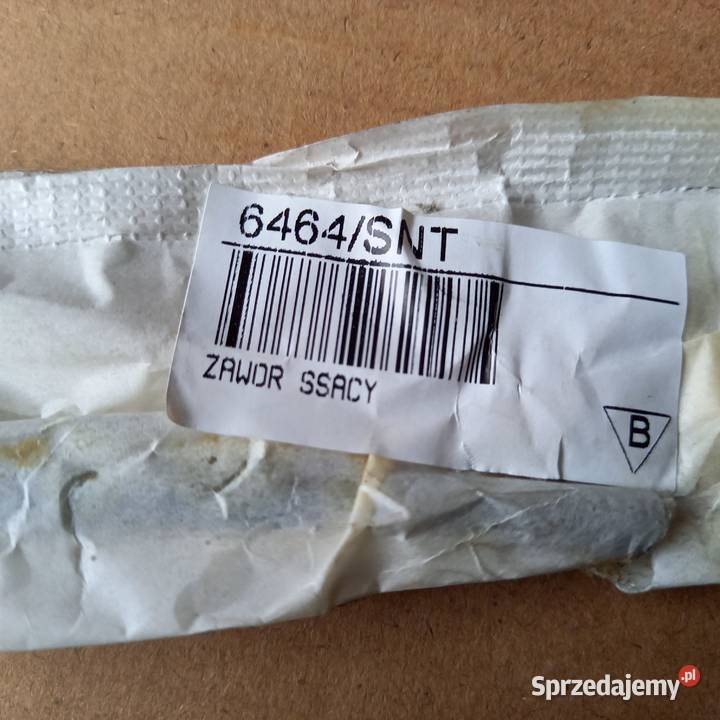 6464/SNT
ZAWOR SSACY
B
Sprzedajemy.pl